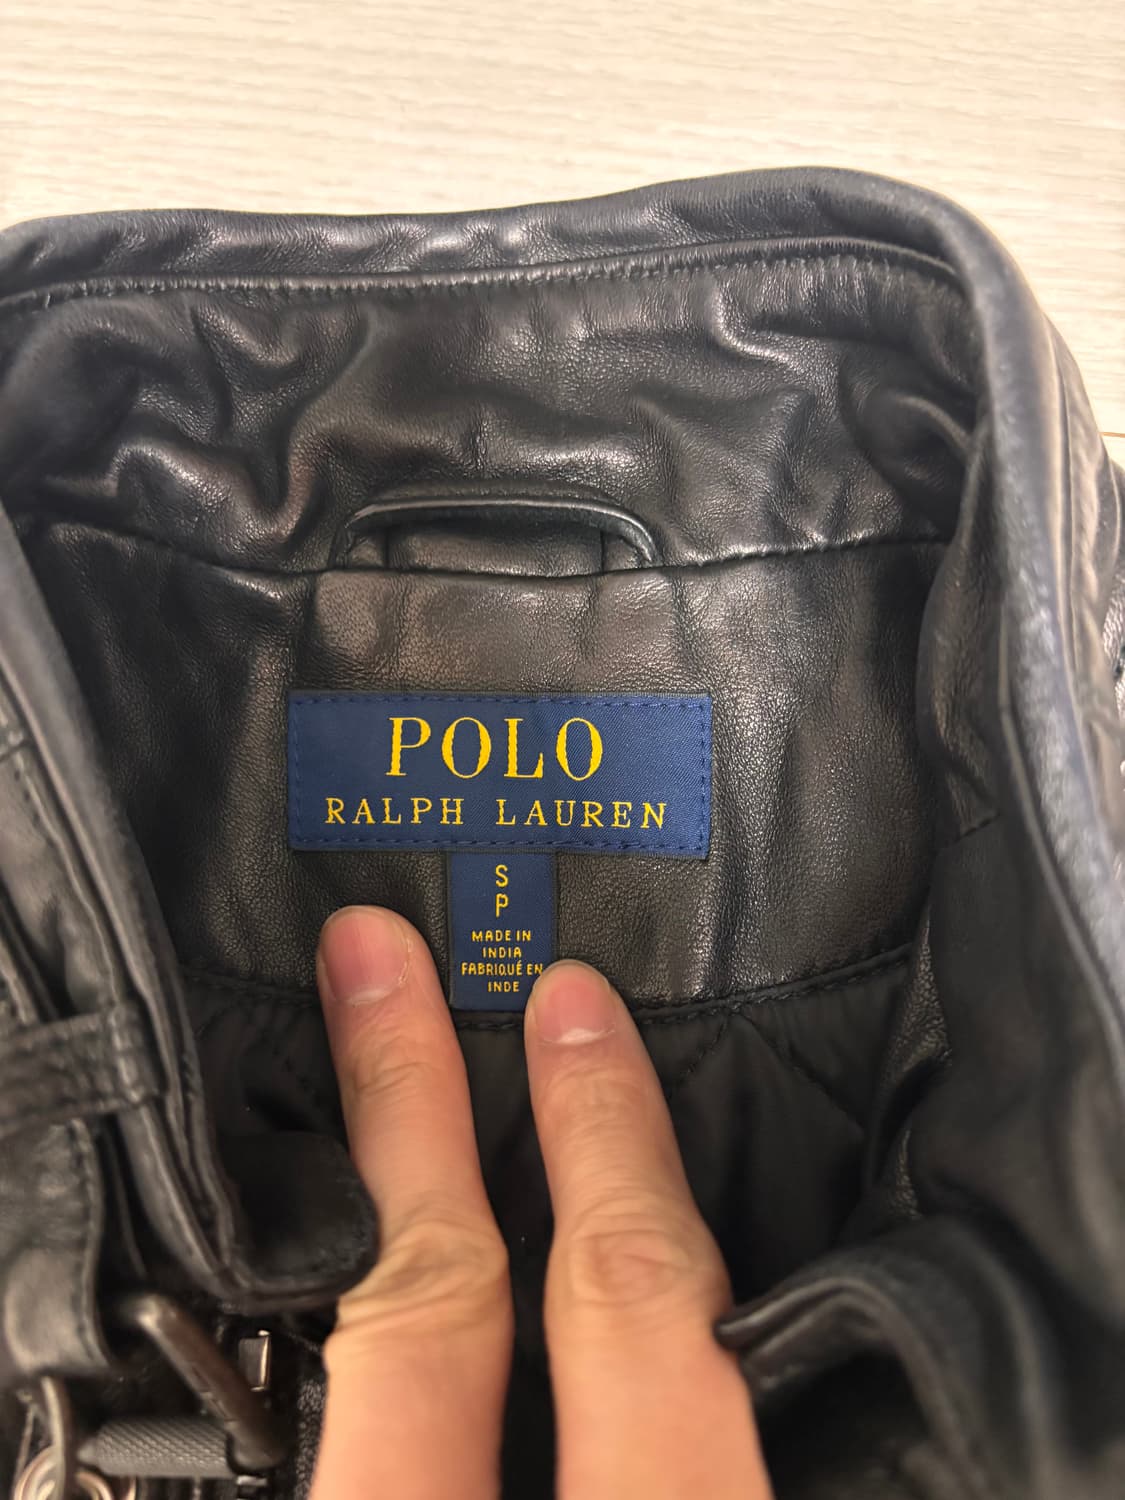 POLO
RALPH LAUREN
S
P
MADE IN
INDIA
FABRIQUÉ EN
INDE